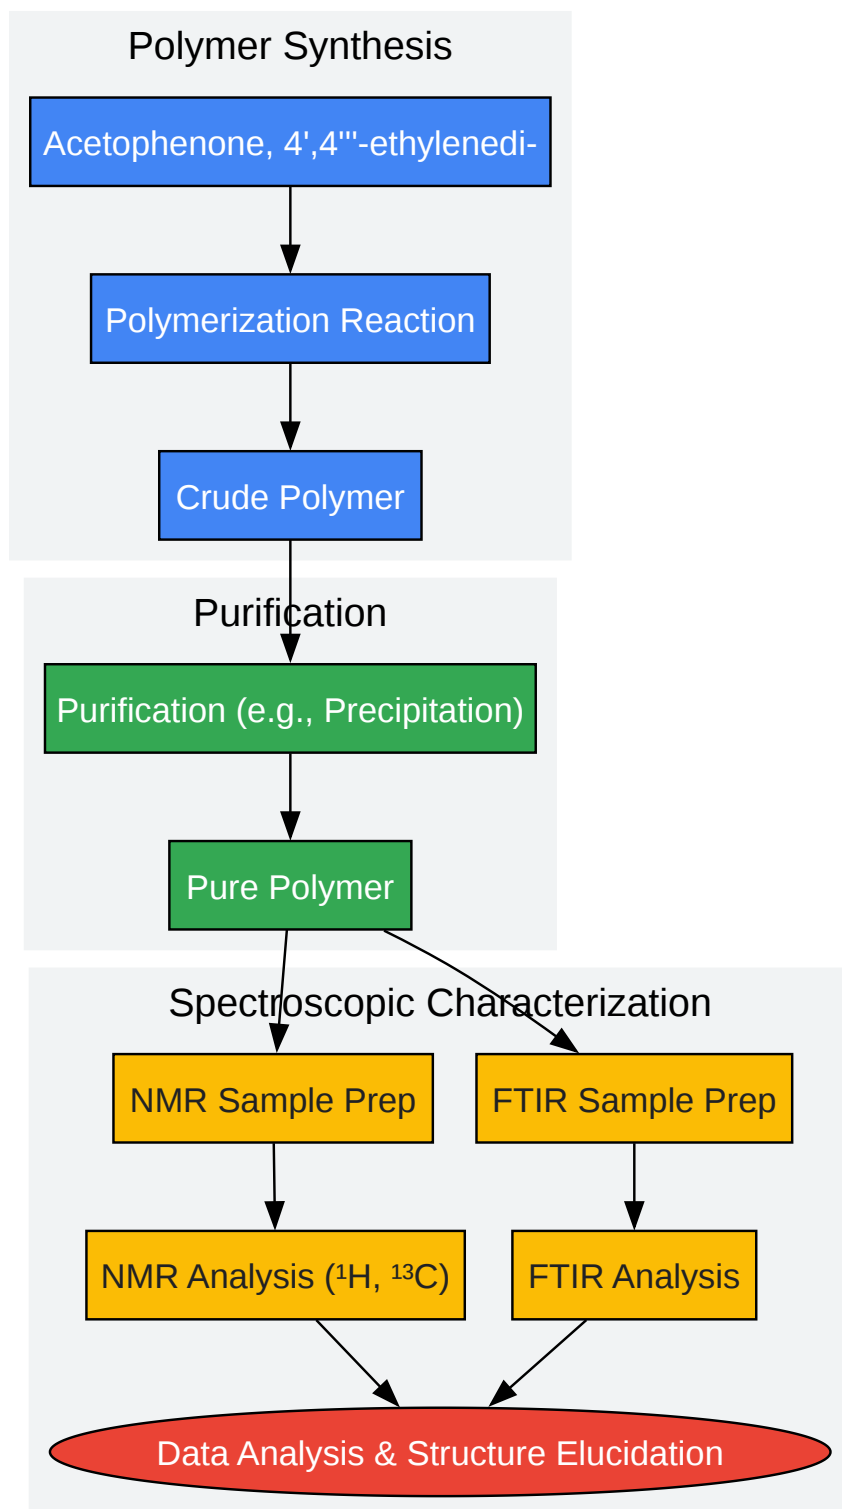 Polymer Synthesis
Acetophenone, 4',4'''-ethylenedi-
Polymerization Reaction
Crude Polymer
Purification
Purification (e.g., Precipitation)
Pure Polymer
Spectroscopic Characterization
NMR Sample Prep
FTIR Sample Prep
NMR Analysis (¹H, ¹³C)
FTIR Analysis
Data Analysis & Structure Elucidation